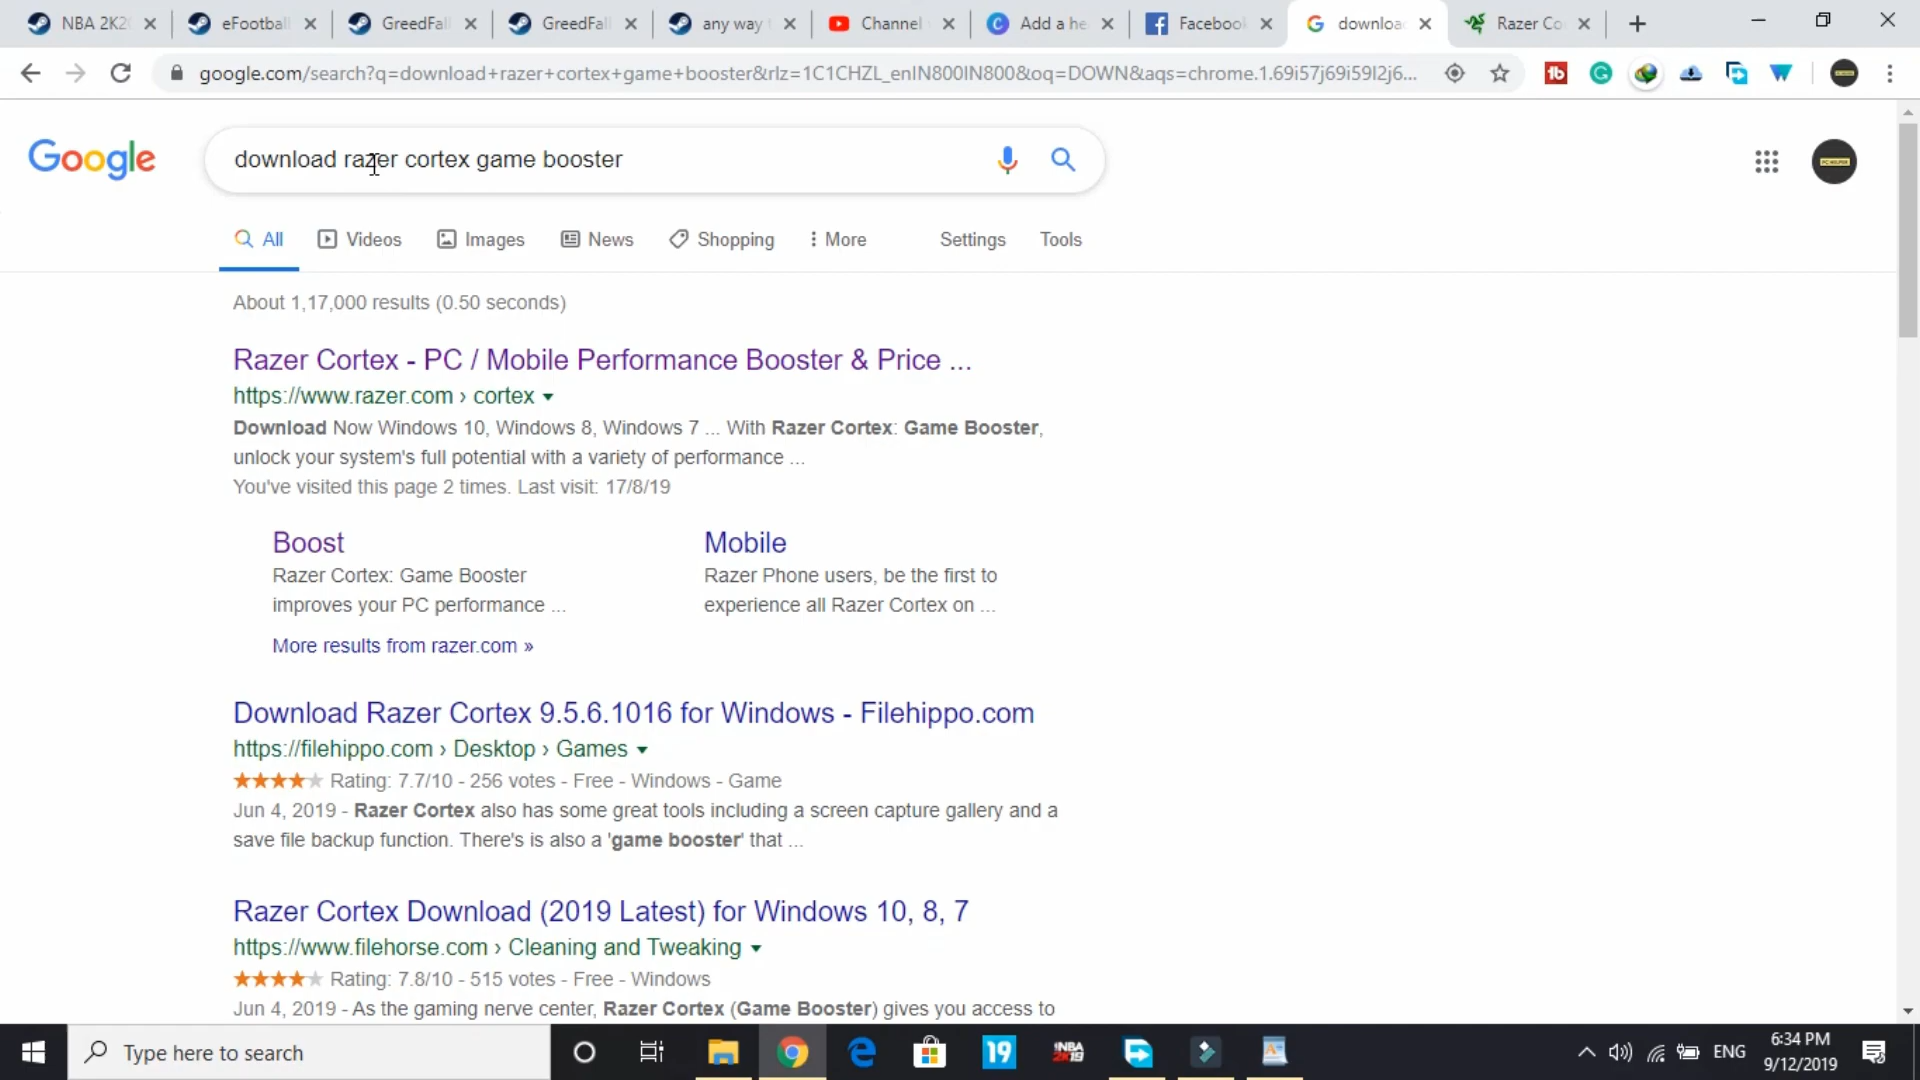 NBA 2K2
eFootball
GreedFall
GreedFall
any way
Channel
Add a he
Facebook
downloa
Razer Co
google.com/search?q=download+razer+cortex+game+booster&rlz=1C1CHZL_enIN800IN800&oq=DOWN&aqs=chrome.1.69i57j69i59l2j6...
Google
download razer cortex game booster
All
Videos
Images
News
Shopping
More
Settings
Tools
About 1,17,000 results (0.50 seconds)
Razer Cortex - PC / Mobile Performance Booster & Price ...
https://www.razer.com › cortex
Download Now Windows 10, Windows 8, Windows 7 ... With Razer Cortex: Game Booster,
unlock your system's full potential with a variety of performance ...
You've visited this page 2 times. Last visit: 17/8/19
Boost
Razer Cortex: Game Booster
improves your PC performance ...
Mobile
Razer Phone users, be the first to
experience all Razer Cortex on ...
More results from razer.com »
Download Razer Cortex 9.5.6.1016 for Windows - Filehippo.com
https://filehippo.com › Desktop › Games
Rating: 7.7/10 - 256 votes - Free - Windows - Game
Jun 4, 2019 - Razer Cortex also has some great tools including a screen capture gallery and a
save file backup function. There's is also a 'game booster' that ...
Razer Cortex Download (2019 Latest) for Windows 10, 8, 7
https://www.filehorse.com › Cleaning and Tweaking
Rating: 7.8/10 - 515 votes - Free - Windows
Jun 4, 2019 - As the gaming nerve center, Razer Cortex (Game Booster) gives you access to
Type here to search
19
NBA
2K19
ENG
6:34 PM
9/12/2019